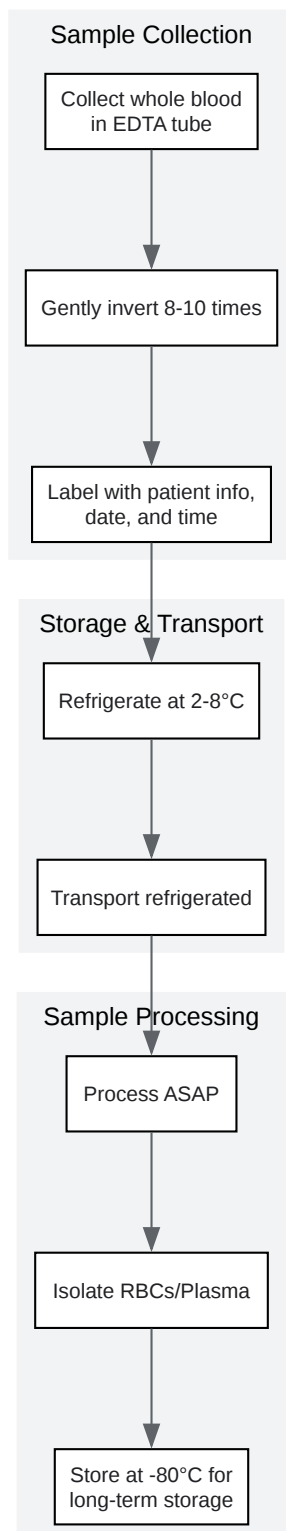 Sample Collection
Collect whole blood
in EDTA tube
Gently invert 8-10 times
Label with patient info,
date, and time
Storage & Transport
Refrigerate at 2-8°C
Transport refrigerated
Sample Processing
Process ASAP
Isolate RBCs/Plasma
Store at -80°C for
long-term storage